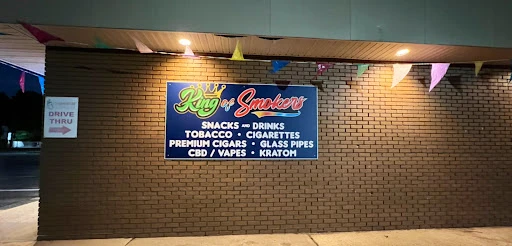 King of Smokers
SNACKS AND DRINKS
TOBACCO • CIGARETTES
PREMIUM CIGARS • GLASS PIPES
CBD / VAPES • KRATOM
DRIVE
THRU